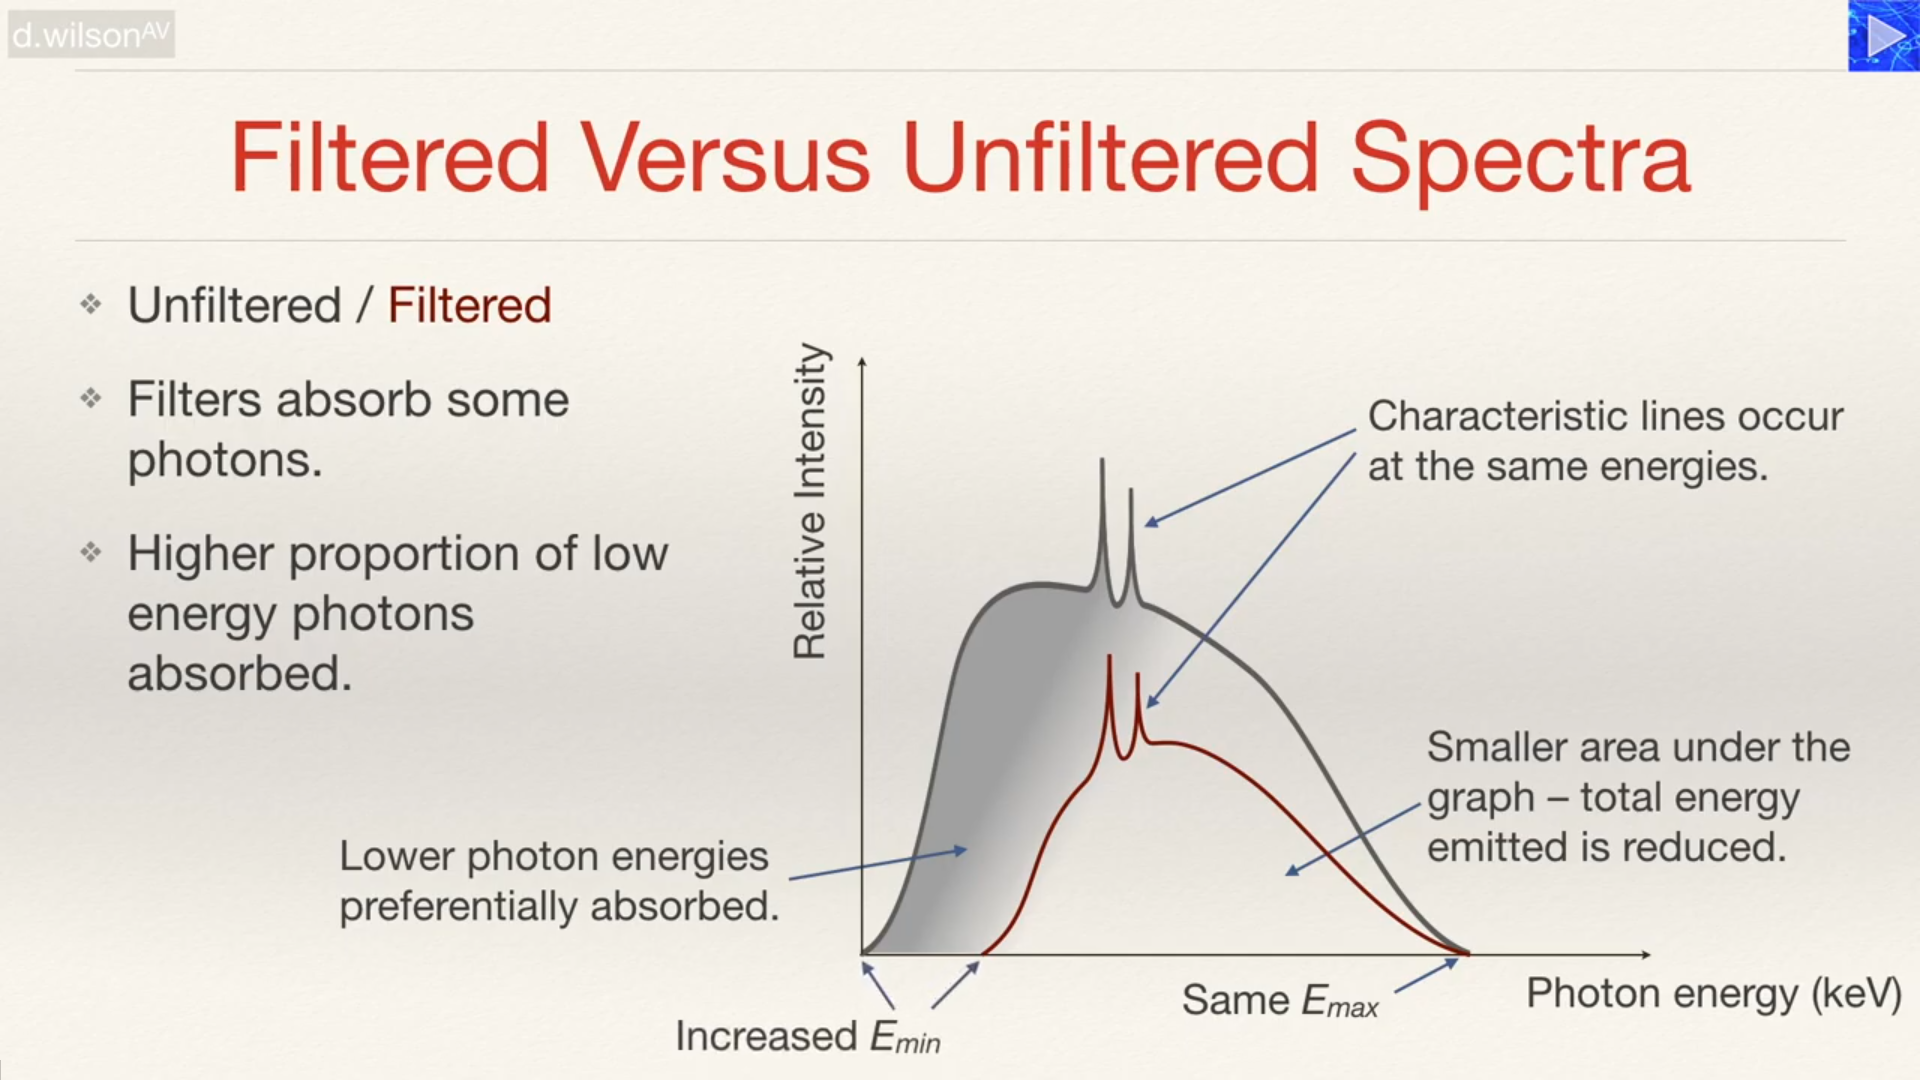 d.wilsonAV
Filtered Versus Unfiltered Spectra
Unfiltered / Filtered
Filters absorb some
photons.
Higher proportion of low
energy photons
absorbed.
Relative Intensity
Characteristic lines occur
at the same energies.
Smaller area under the
graph – total energy
emitted is reduced.
Lower photon energies
preferentially absorbed.
Increased Emin
Same Emax
Photon energy (keV)